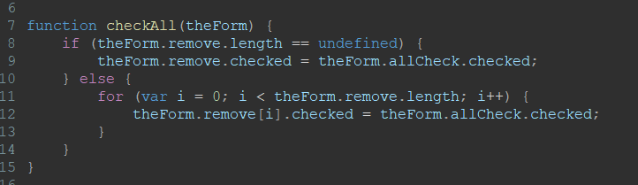 6
7 function checkAll(theForm) {
8     if (theForm.remove.length == undefined) {
9         theForm.remove.checked = theForm.allCheck.checked;
10     } else {
11         for (var i = 0; i < theForm.remove.length; i++) {
12             theForm.remove[i].checked = theForm.allCheck.checked;
13         }
14     }
15 }
16